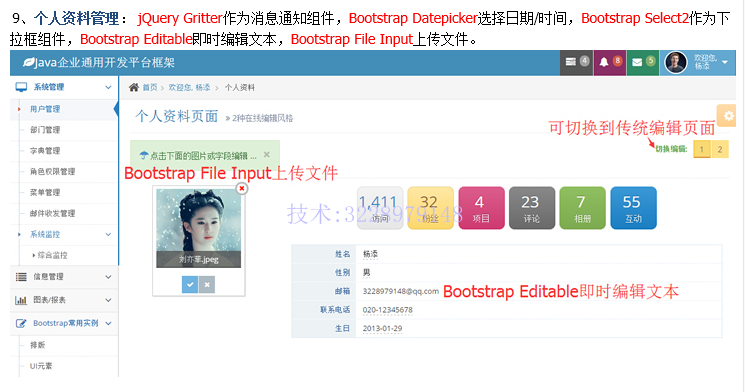 9、个人资料管理： jQuery Gritter作为消息通知组件，Bootstrap Datepicker选择日期/时间，Bootstrap Select2作为下
拉框组件，Bootstrap Editable即时编辑文本，Bootstrap File Input上传文件。
Java企业通用开发平台框架
4
8
5
欢迎您,
杨漆
系统管理
首页 > 欢迎您, 杨漆 > 个人资料
用户管理
个人资料页面 » 2种在线编辑风格
部门管理
可切换到传统编辑页面
字典管理
点击下面的图片或字段编辑 ... ×
切换编辑: 1 2
角色权限管理
Bootstrap File Input上传文件
菜单管理
邮件收发管理
系统监控
综合监控
信息管理
图表/报表
Bootstrap常用实例
排版
UI元素
刘亦菲.jpeg
1,411
访问
32
粉丝
4
项目
23
评论
7
相册
55
互动
技术:3228979148
姓名 杨漆
性别 男
邮箱 3228979148@qq.com
Bootstrap Editable即时编辑文本
联系电话 020-12345678
生日 2013-01-29